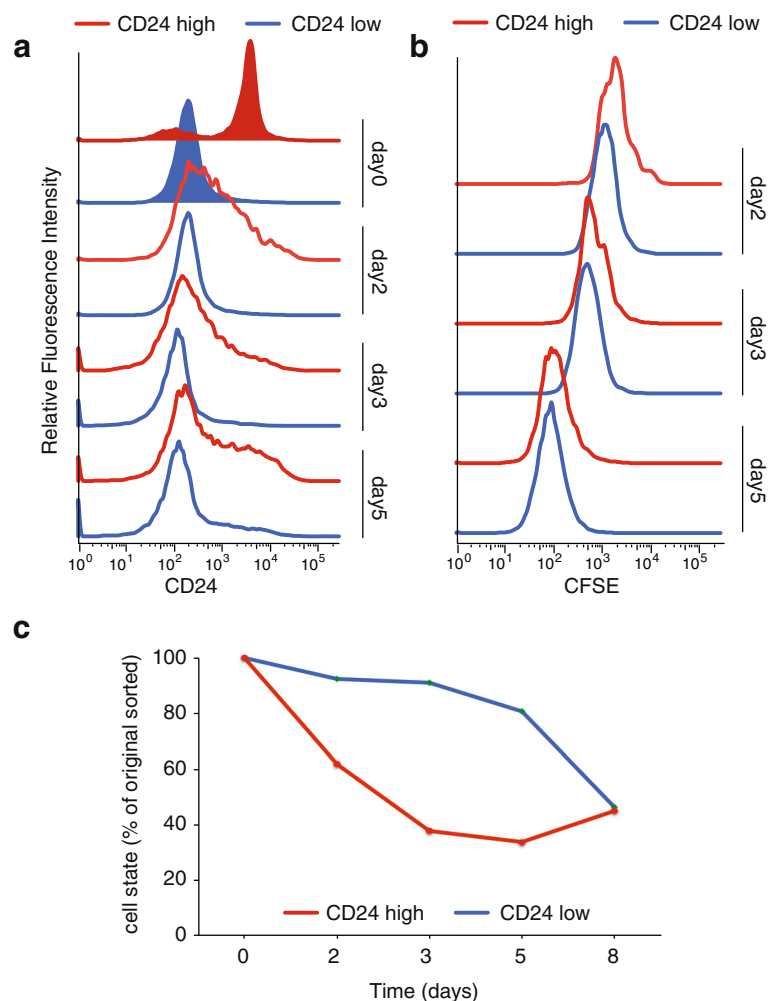 CD24 high CD24 low
a
Relative Fluorescence Intensity
day0
day2
day3
day5
10^0 10^1 10^2 10^3 10^4 10^5
CD24
CD24 high CD24 low
b
day2
day3
day5
10^0 10^1 10^2 10^3 10^4 10^5
CFSE
c
cell state (% of original sorted)
100
80
60
40
20
0
CD24 high CD24 low
0 2 3 5 8
Time (days)